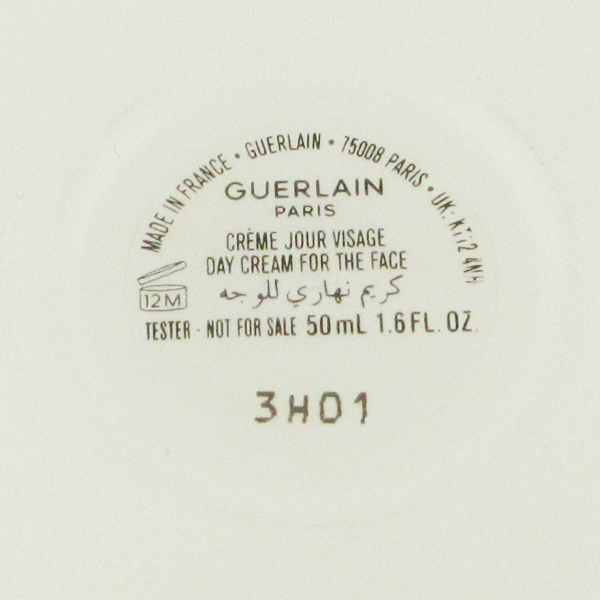 MADE IN FRANCE • GUERLAIN • 75008 PARIS • UK: KT12 4NH
GUERLAIN
PARIS
CRÈME JOUR VISAGE
DAY CREAM FOR THE FACE
كريم نهاري للوجه
12M
TESTER - NOT FOR SALE 50 mL 1.6 FL. OZ.
3H01